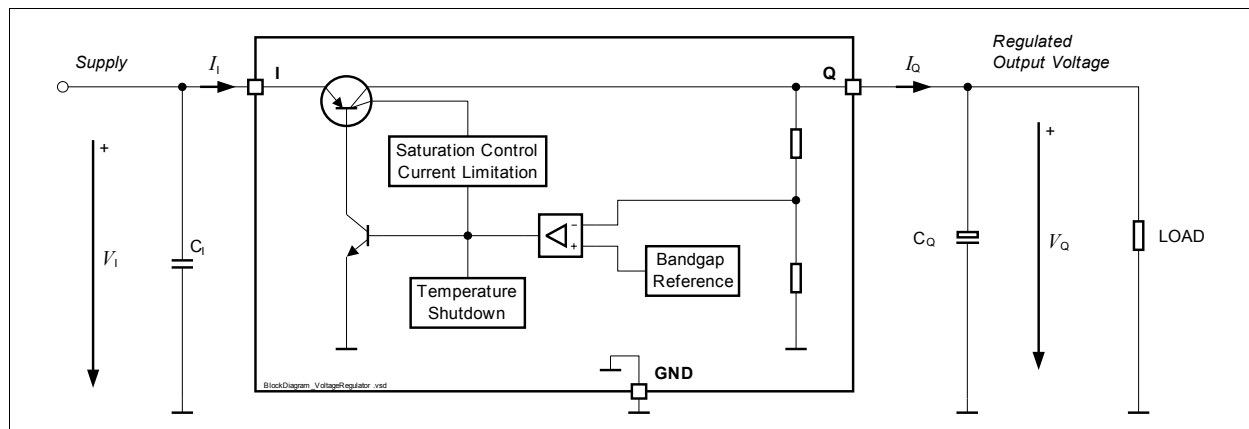 Supply
I_I
I
Q
I_Q
Regulated
Output Voltage
+
Saturation Control
Current Limitation
+
V_I
C_I
-
+
Bandgap
Reference
C_Q
V_Q
LOAD
Temperature
Shutdown
GND
BlockDiagram_VoltageRegulator .vsd